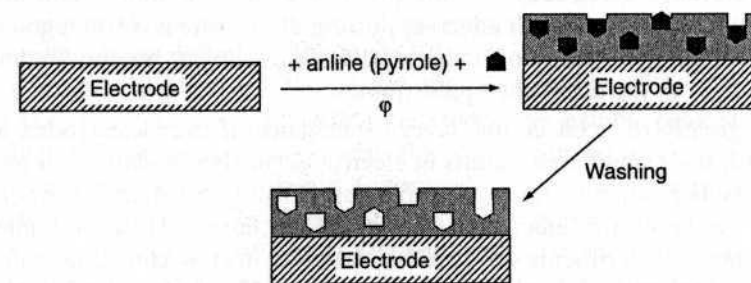 Electrode
+ anline (pyrrole) +
φ
Electrode
Washing
Electrode